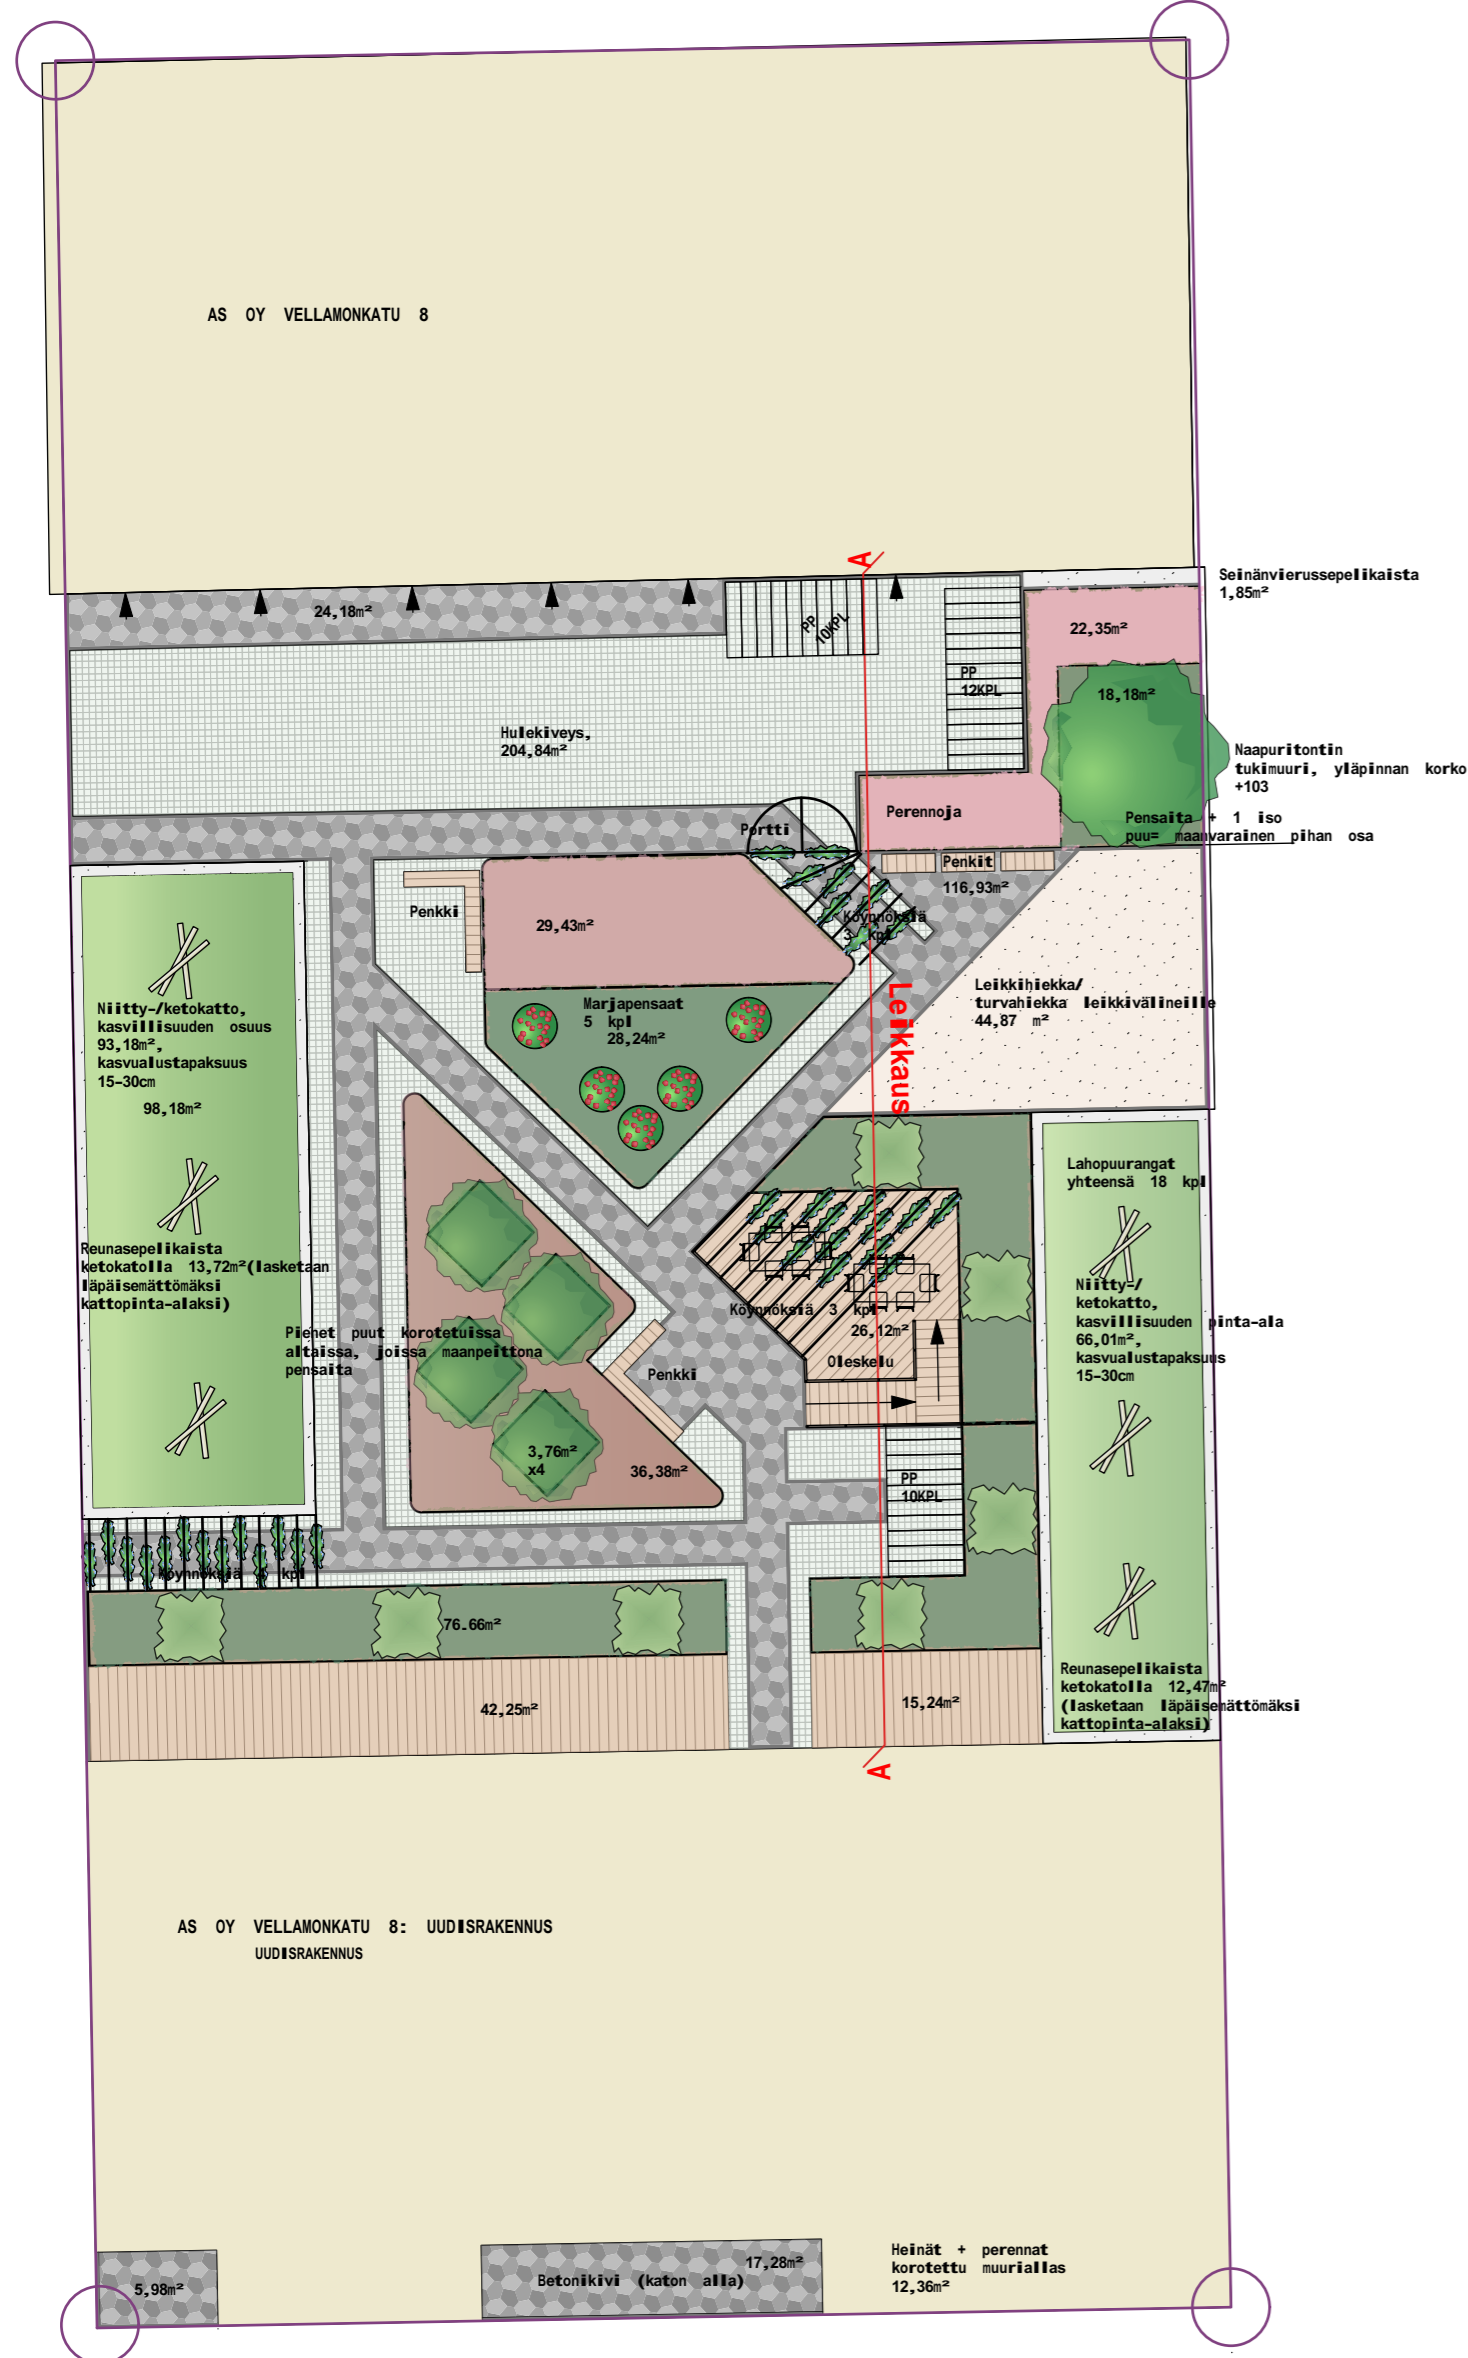 AS OY VELLAMONKATU 8
Seinänvierussepelikaista
1,85m²
24,18m²
PP
10KPL
22,35m²
PP
12KPL
18,18m²
Hulekiveys,
204,84m²
Naapuritontin
tukimuuri, yläpinnan korko
+103
Perennoja
Portti
Pensaita + 1 iso
puu= maanvarainen pihan osa
Penkit
116,93m²
Penkki
29,43m²
Köynnöksiä
3 kpl
Leikkihiekka/
turvahiekka leikkivälineille
44,87 m²
Marjapensaat
5 kpl
28,24m²
Niitty-/ketokatto,
kasvillisuuden osuus
93,18m²,
kasvualustapaksuus
15-30cm
98,18m²
A
Leikkaus
A
Lahopuurangat
yhteensä 18 kpl
Reunasepelikaista
ketokatolla 13,72m²(lasketaan
läpäisemättömäksi
kattopinta-alaksi)
Niitty-/
ketokatto,
kasvillisuuden pinta-ala
66,01m²,
kasvualustapaksuus
15-30cm
Köynnöksiä 3 kpl
26,12m²
Oleskelu
Pienet puut korotetuissa
altaissa, joissa maanpeittona
pensaita
Penkki
3,76m²
x4
36,38m²
PP
10KPL
Köynnöksiä kpl
76.66m²
42,25m²
15,24m²
Reunasepelikaista
ketokatolla 12,47m²
(lasketaan läpäisemättömäksi
kattopinta-alaksi)
AS OY VELLAMONKATU 8: UUDISRAKENNUS
UUDISRAKENNUS
5,98m²
17,28m²
Betonikivi (katon alla)
Heinät + perennat
korotettu muuriallas
12,36m²